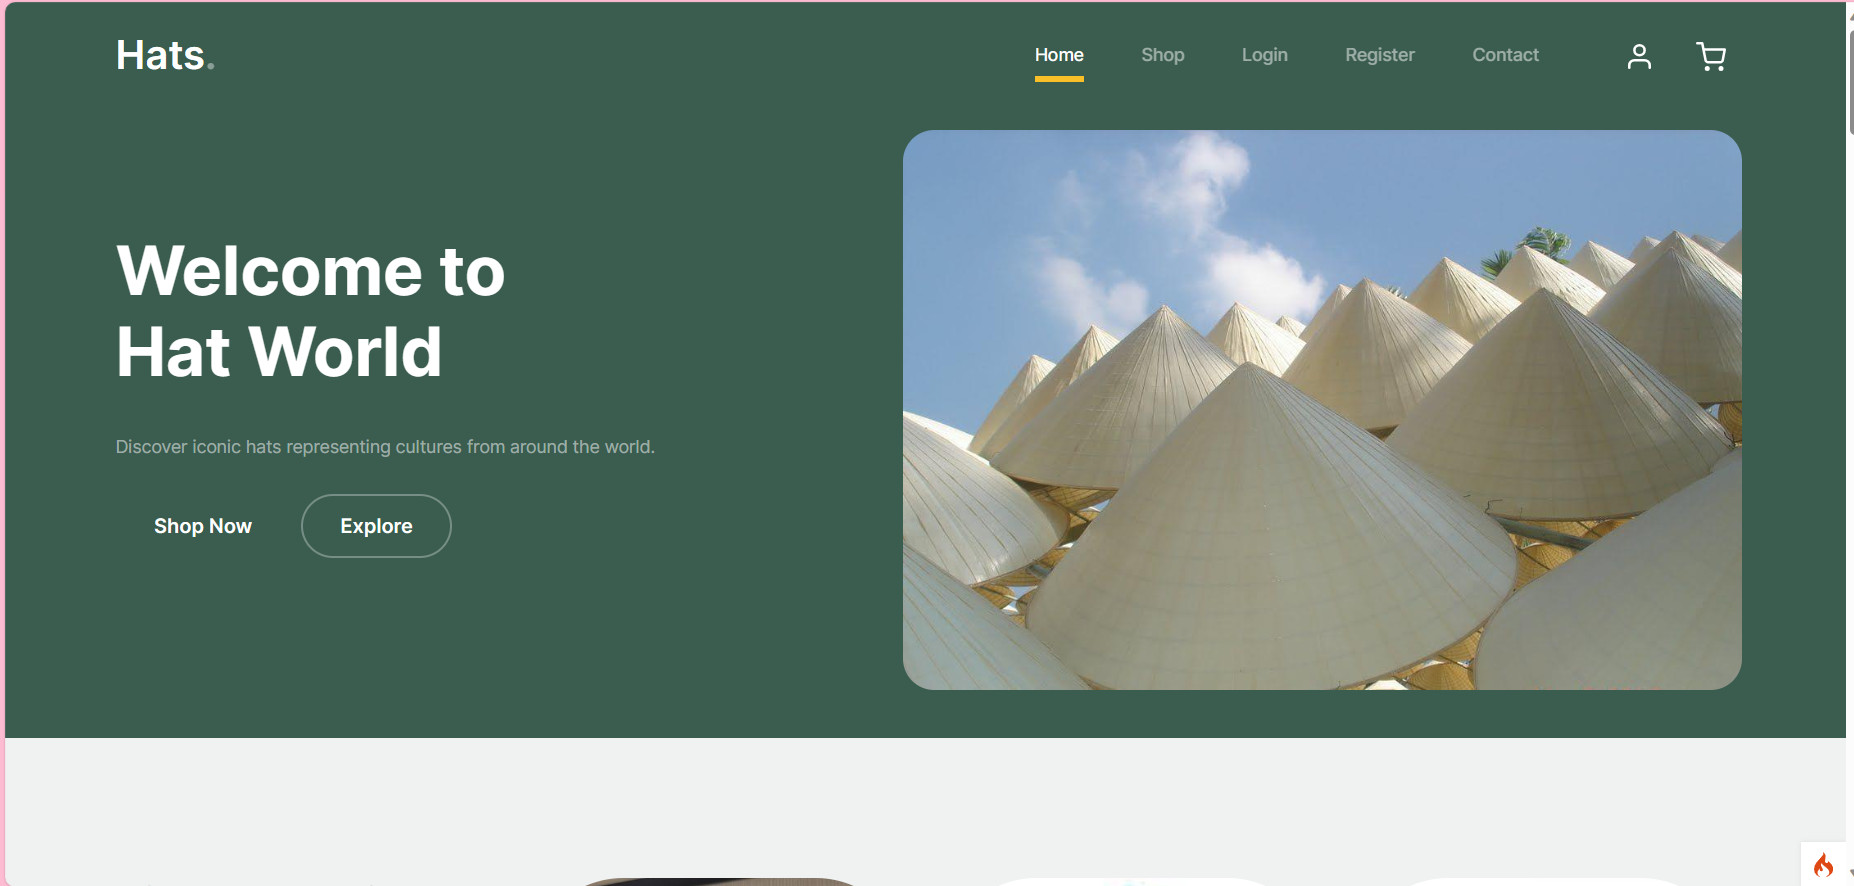 Hats.
Home Shop Login Register Contact
Welcome to
Hat World
Discover iconic hats representing cultures from around the world.
Shop Now Explore